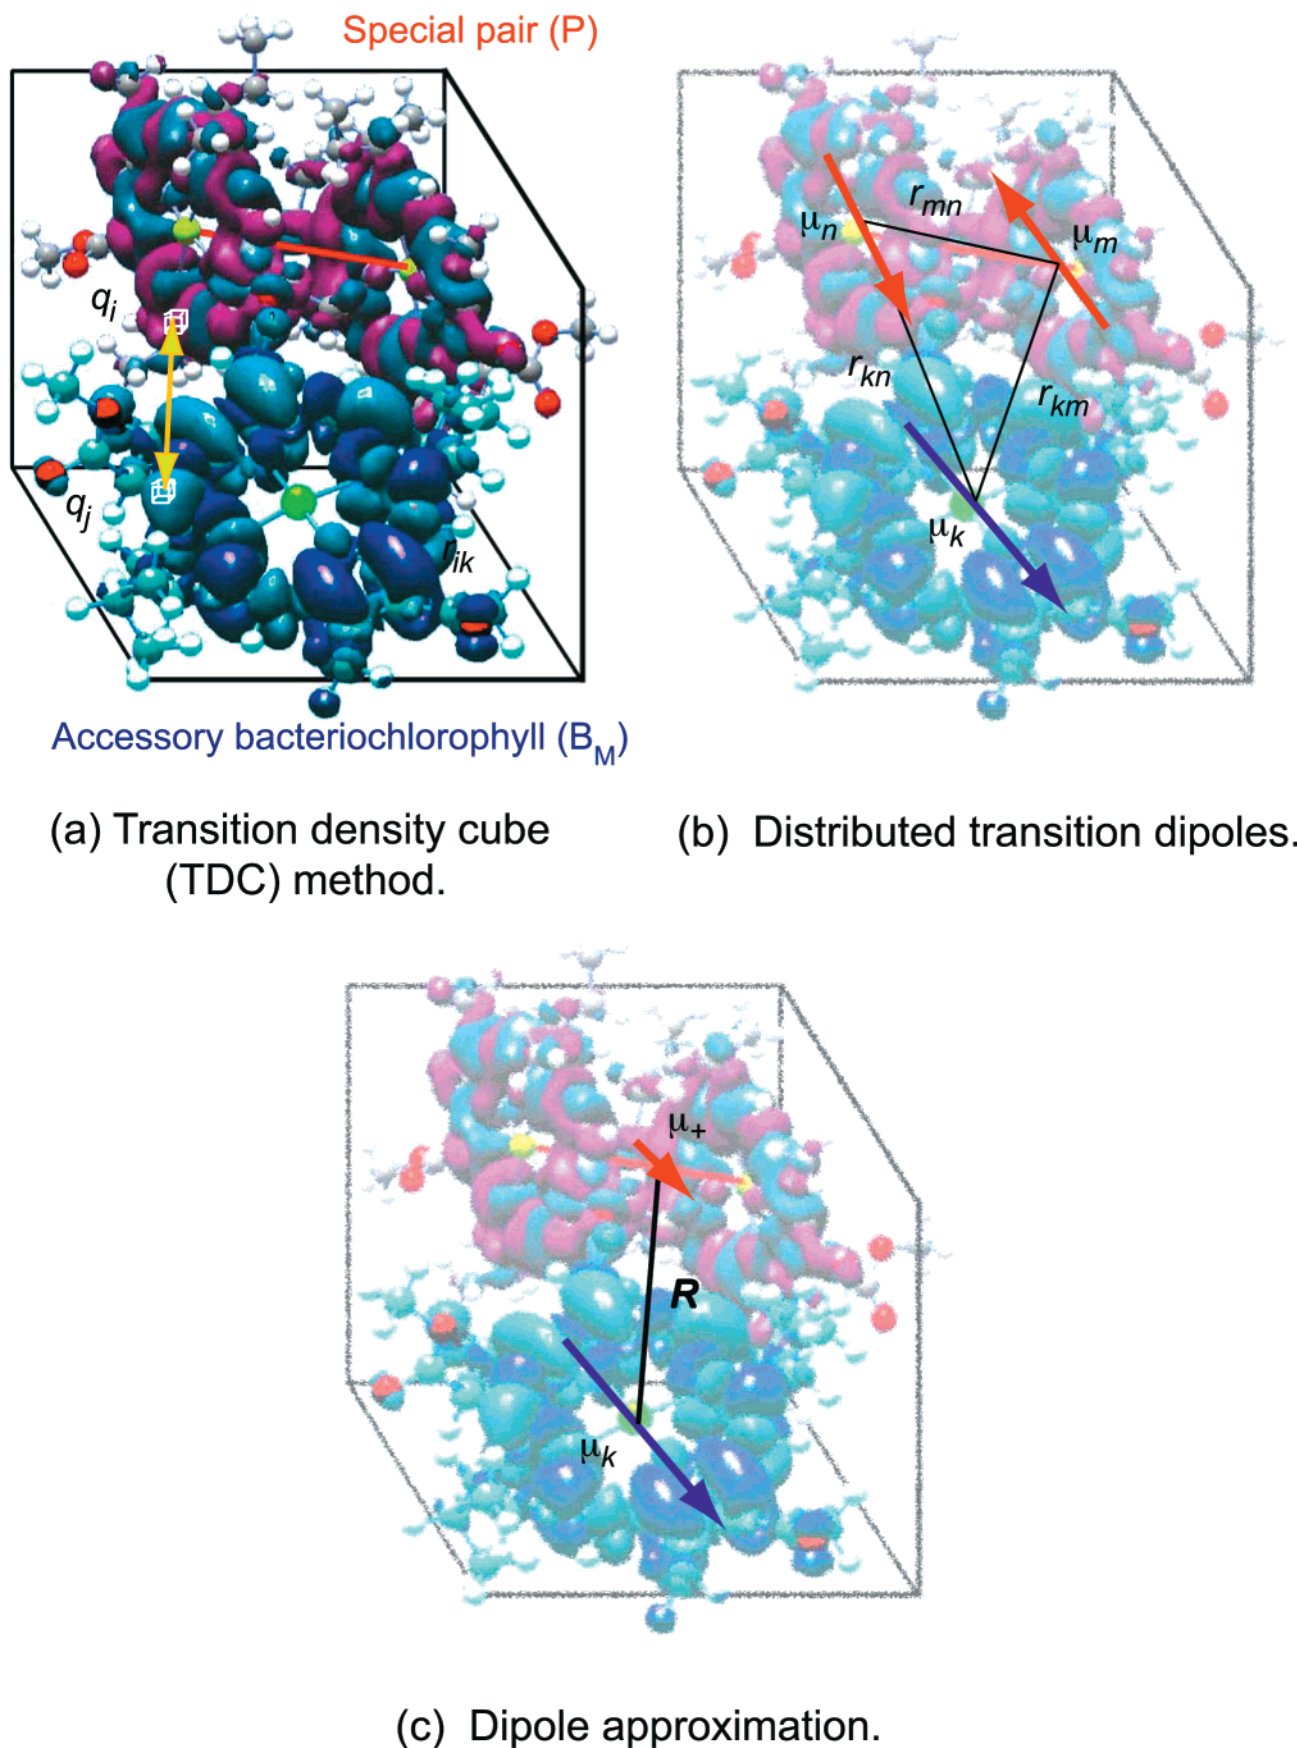 Special pair (P)
q_i
q_j
r_ik
Accessory bacteriochlorophyll (B_M)
(a) Transition density cube
(TDC) method.
r_mn
μ_n
μ_m
r_kn
r_km
μ_k
(b) Distributed transition dipoles.
μ_+
R
μ_k
(c) Dipole approximation.